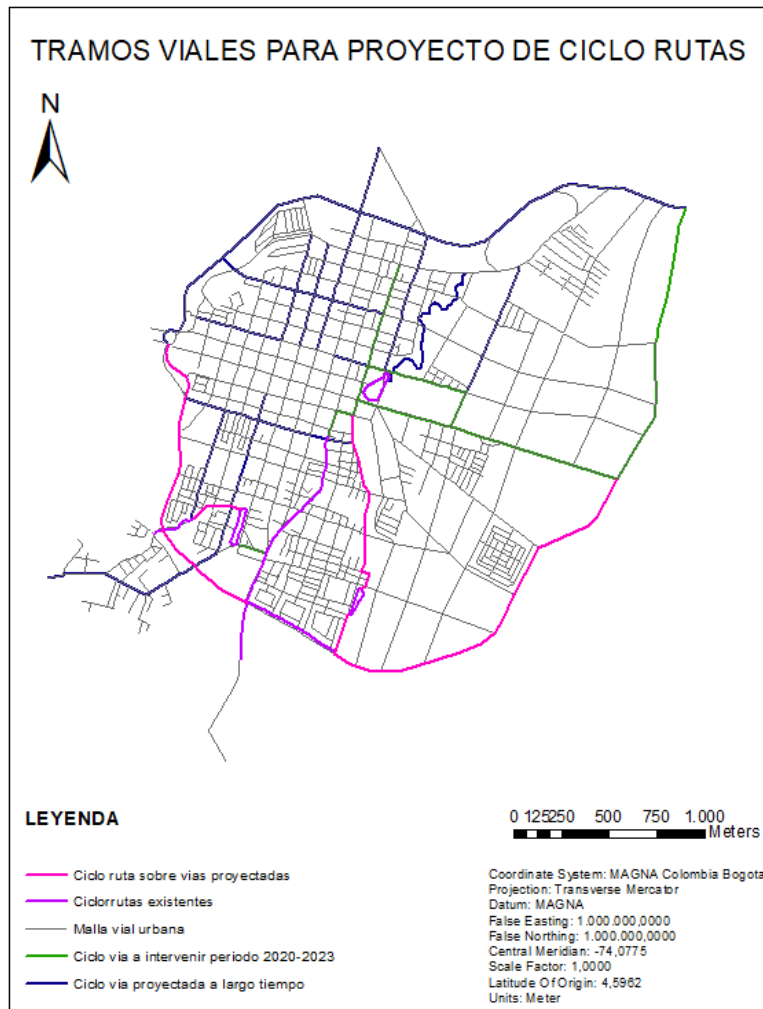 TRAMOS VIALES PARA PROYECTO DE CICLO RUTAS
N
LEYENDA
Ciclo ruta sobre vias proyectadas
Ciclorrutas existentes
Malla vial urbana
Ciclo via a intervenir periodo 2020-2023
Ciclo via proyectada a largo tiempo
0 125250 500 750 1.000
Meters
Coordinate System: MAGNA Colombia Bogota
Projection: Transverse Mercator
Datum: MAGNA
False Easting: 1.000.000,0000
False Northing: 1.000.000,0000
Central Meridian: -74,0775
Scale Factor: 1,0000
Latitude Of Origin: 4,5962
Units: Meter